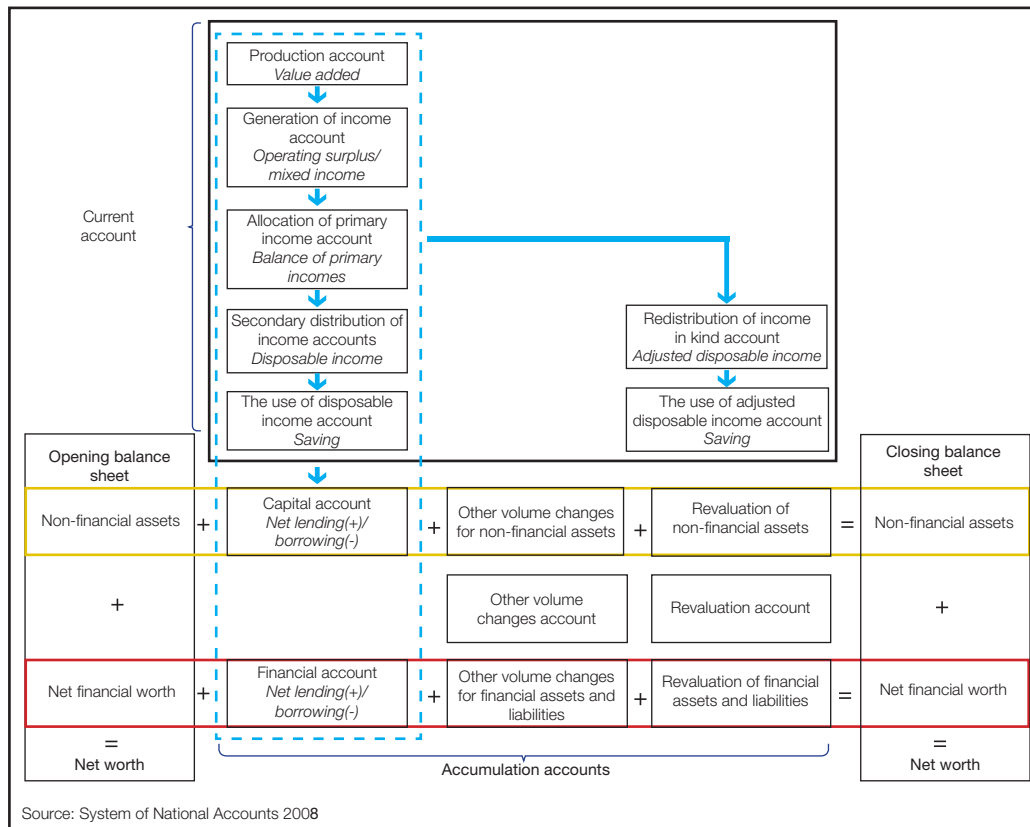 Production account
Value added
Generation of income
account
Operating surplus/
mixed income
Current
account
Allocation of primary
income account
Balance of primary
incomes
Secondary distribution of
income accounts
Disposable income
Redistribution of income
in kind account
Adjusted disposable income
The use of disposable
income account
Saving
The use of adjusted
disposable income account
Saving
Opening balance
sheet
Closing balance
sheet
Non-financial assets
+
Capital account
Net lending(+)/
borrowing(-)
+
Other volume changes
for non-financial assets
+
Revaluation of
non-financial assets
=
Non-financial assets
+
Other volume
changes account
Revaluation account
+
Net financial worth
+
Financial account
Net lending(+)/
borrowing(-)
+
Other volume changes
for financial assets and
liabilities
+
Revaluation of financial
assets and liabilities
=
Net financial worth
=
Net worth
Accumulation accounts
=
Net worth
Source: System of National Accounts 2008